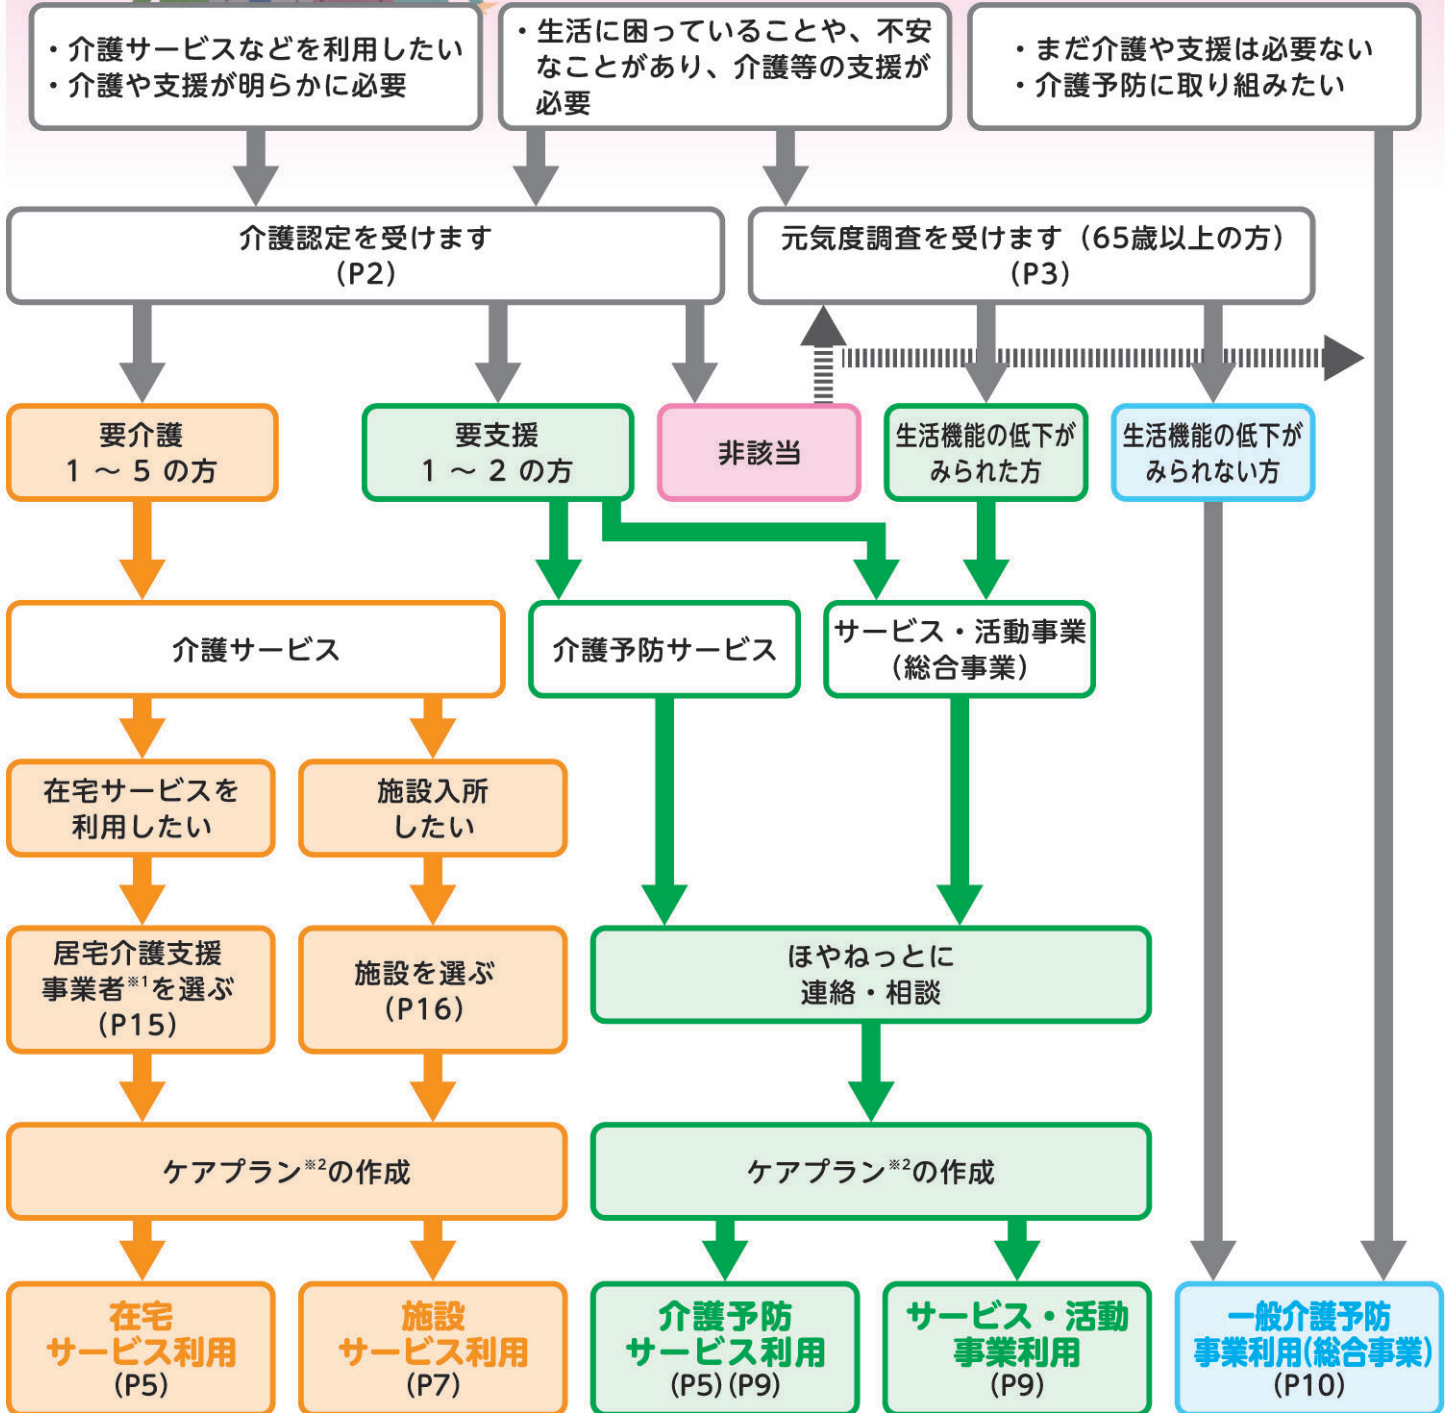 ・介護サービスなどを利用したい
・介護や支援が明らかに必要
・生活に困っていることや、不安
なことがあり、介護等の支援が
必要
・まだ介護や支援は必要ない
・介護予防に取り組みたい
介護認定を受けます
（P2）
元気度調査を受けます（65歳以上の方）
（P3）
要介護
1 ～ 5 の方
要支援
1 ～ 2 の方
非該当
生活機能の低下が
みられた方
生活機能の低下が
みられない方
介護サービス
介護予防サービス
サービス・活動事業
（総合事業）
在宅サービスを
利用したい
施設入所
したい
居宅介護支援
事業者※1を選ぶ
（P15）
施設を選ぶ
（P16）
ほやねっとに
連絡・相談
ケアプラン※2の作成
ケアプラン※2の作成
在宅
サービス利用
（P5）
施設
サービス利用
（P7）
介護予防
サービス利用
（P5）（P9）
サービス・活動
事業利用
（P9）
一般介護予防
事業利用（総合事業）
（P10）